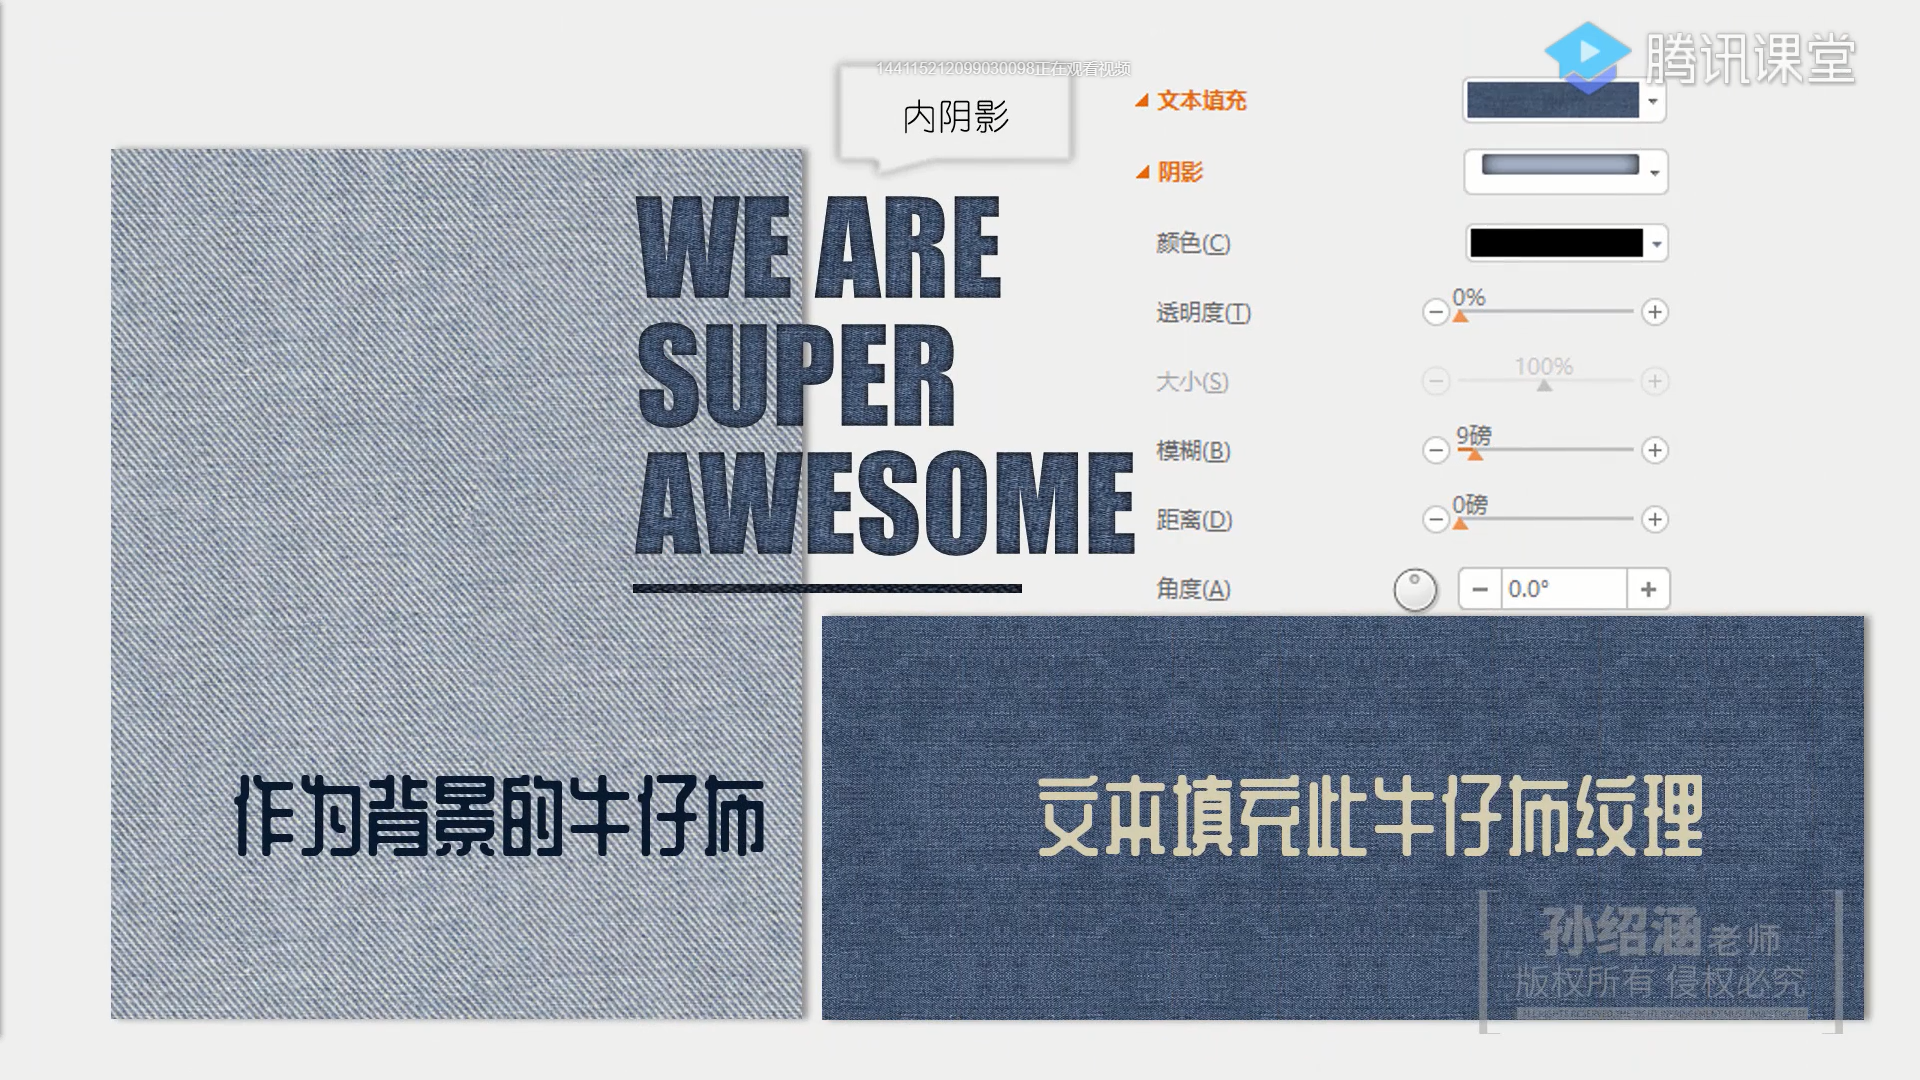 腾讯课堂
144115212099030098正在观看视频
内阴影
文本填充
阴影
颜色(C)
透明度(T)
0%
大小(S)
100%
模糊(B)
9磅
距离(D)
0磅
角度(A)
0.0°
WE ARE
SUPER
AWESOME
作为背景的牛仔布
文本填充此牛仔布纹理
孙绍涵老师
版权所有 侵权必究